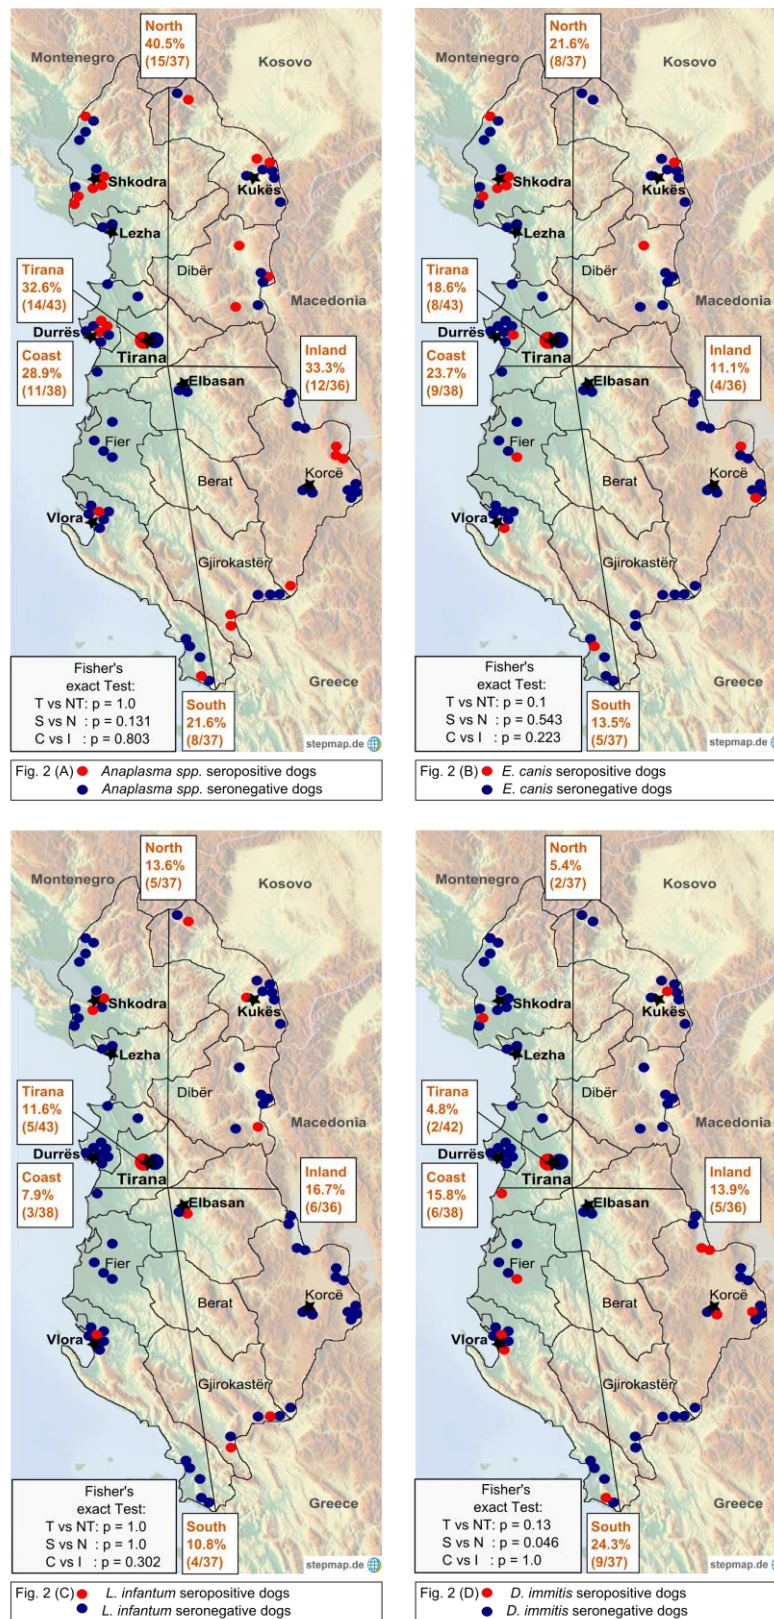 North
40.5%
(15/37)
Montenegro
Kosovo
Shkodra
Kukës
Lezha
Dibër
Tirana
32.6%
(14/43)
Macedonia
Durrës
Tirana
Coast
28.9%
(11/38)
Inland
33.3%
(12/36)
Elbasan
Fier
Berat
Korcë
Vlora
Gjirokastër
Fisher's
exact Test:
T vs NT: p = 1.0
S vs N : p = 0.131
C vs I : p = 0.803
Greece
South
21.6%
(8/37)
stepmap.de
Fig. 2 (A) Anaplasma spp. seropositive dogs
Anaplasma spp. seronegative dogs
North
21.6%
(8/37)
Montenegro
Kosovo
Shkodra
Kukës
Lezha
Dibër
Tirana
18.6%
(8/43)
Macedonia
Durrës
Tirana
Coast
23.7%
(9/38)
Inland
11.1%
(4/36)
Elbasan
Fier
Berat
Korcë
Vlora
Gjirokastër
Fisher's
exact Test:
T vs NT: p = 0.1
S vs N : p = 0.543
C vs I : p = 0.223
Greece
South
13.5%
(5/37)
stepmap.de
Fig. 2 (B) E. canis seropositive dogs
E. canis seronegative dogs
North
13.6%
(5/37)
Montenegro
Kosovo
Shkodra
Kukës
Lezha
Dibër
Tirana
11.6%
(5/43)
Macedonia
Durrës
Tirana
Coast
7.9%
(3/38)
Inland
16.7%
(6/36)
Elbasan
Fier
Berat
Korcë
Vlora
Gjirokastër
Fisher's
exact Test:
T vs NT: p = 1.0
S vs N : p = 1.0
C vs I : p = 0.302
Greece
South
10.8%
(4/37)
stepmap.de
Fig. 2 (C) L. infantum seropositive dogs
L. infantum seronegative dogs
North
5.4%
(2/37)
Montenegro
Kosovo
Shkodra
Kukës
Lezha
Dibër
Tirana
4.8%
(2/42)
Macedonia
Durrës
Tirana
Coast
15.8%
(6/38)
Inland
13.9%
(5/36)
Elbasan
Fier
Berat
Korcë
Vlora
Gjirokastër
Fisher's
exact Test:
T vs NT: p = 0.13
S vs N : p = 0.046
C vs I : p = 1.0
Greece
South
24.3%
(9/37)
stepmap.de
Fig. 2 (D) D. immitis seropositive dogs
D. immitis seronegative dogs